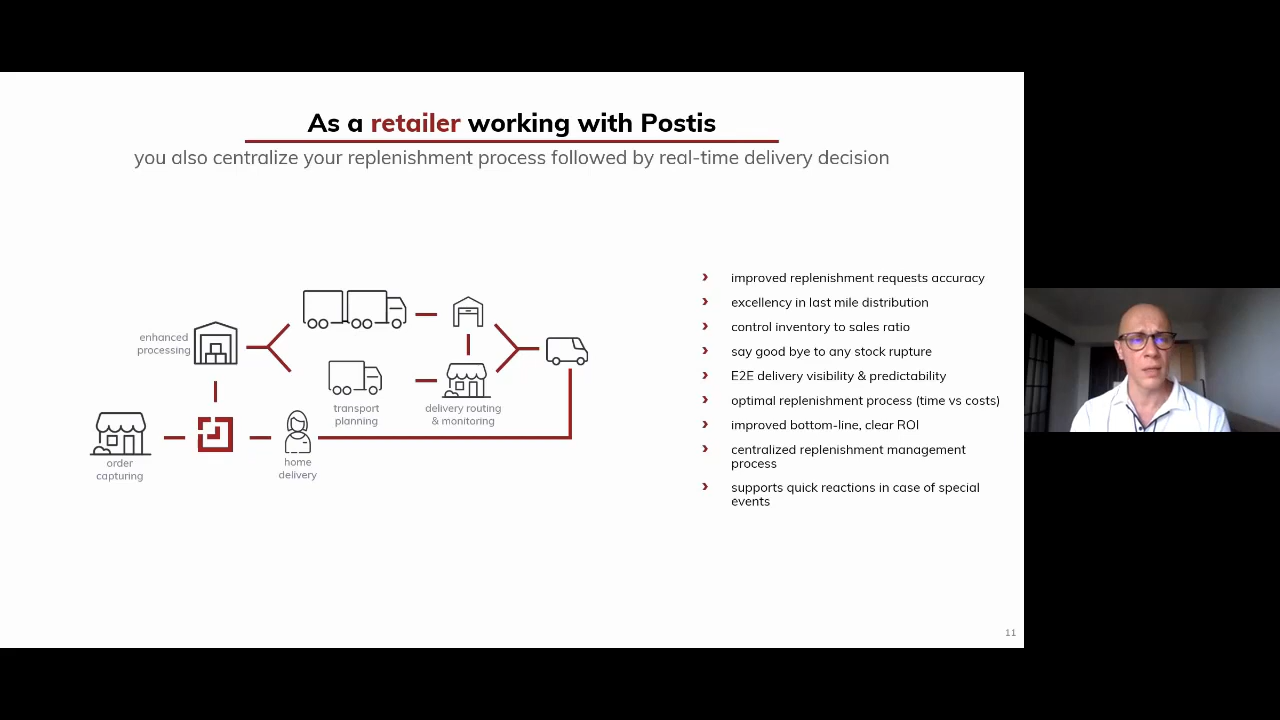 As a retailer working with Postis
you also centralize your replenishment process followed by real-time delivery decision
enhanced
processing
transport
planning
delivery routing
& monitoring
order
capturing
home
delivery
improved replenishment requests accuracy
excellency in last mile distribution
control inventory to sales ratio
say good bye to any stock rupture
E2E delivery visibility & predictability
optimal replenishment process (time vs costs)
improved bottom-line, clear ROI
centralized replenishment management
process
supports quick reactions in case of special
events
11